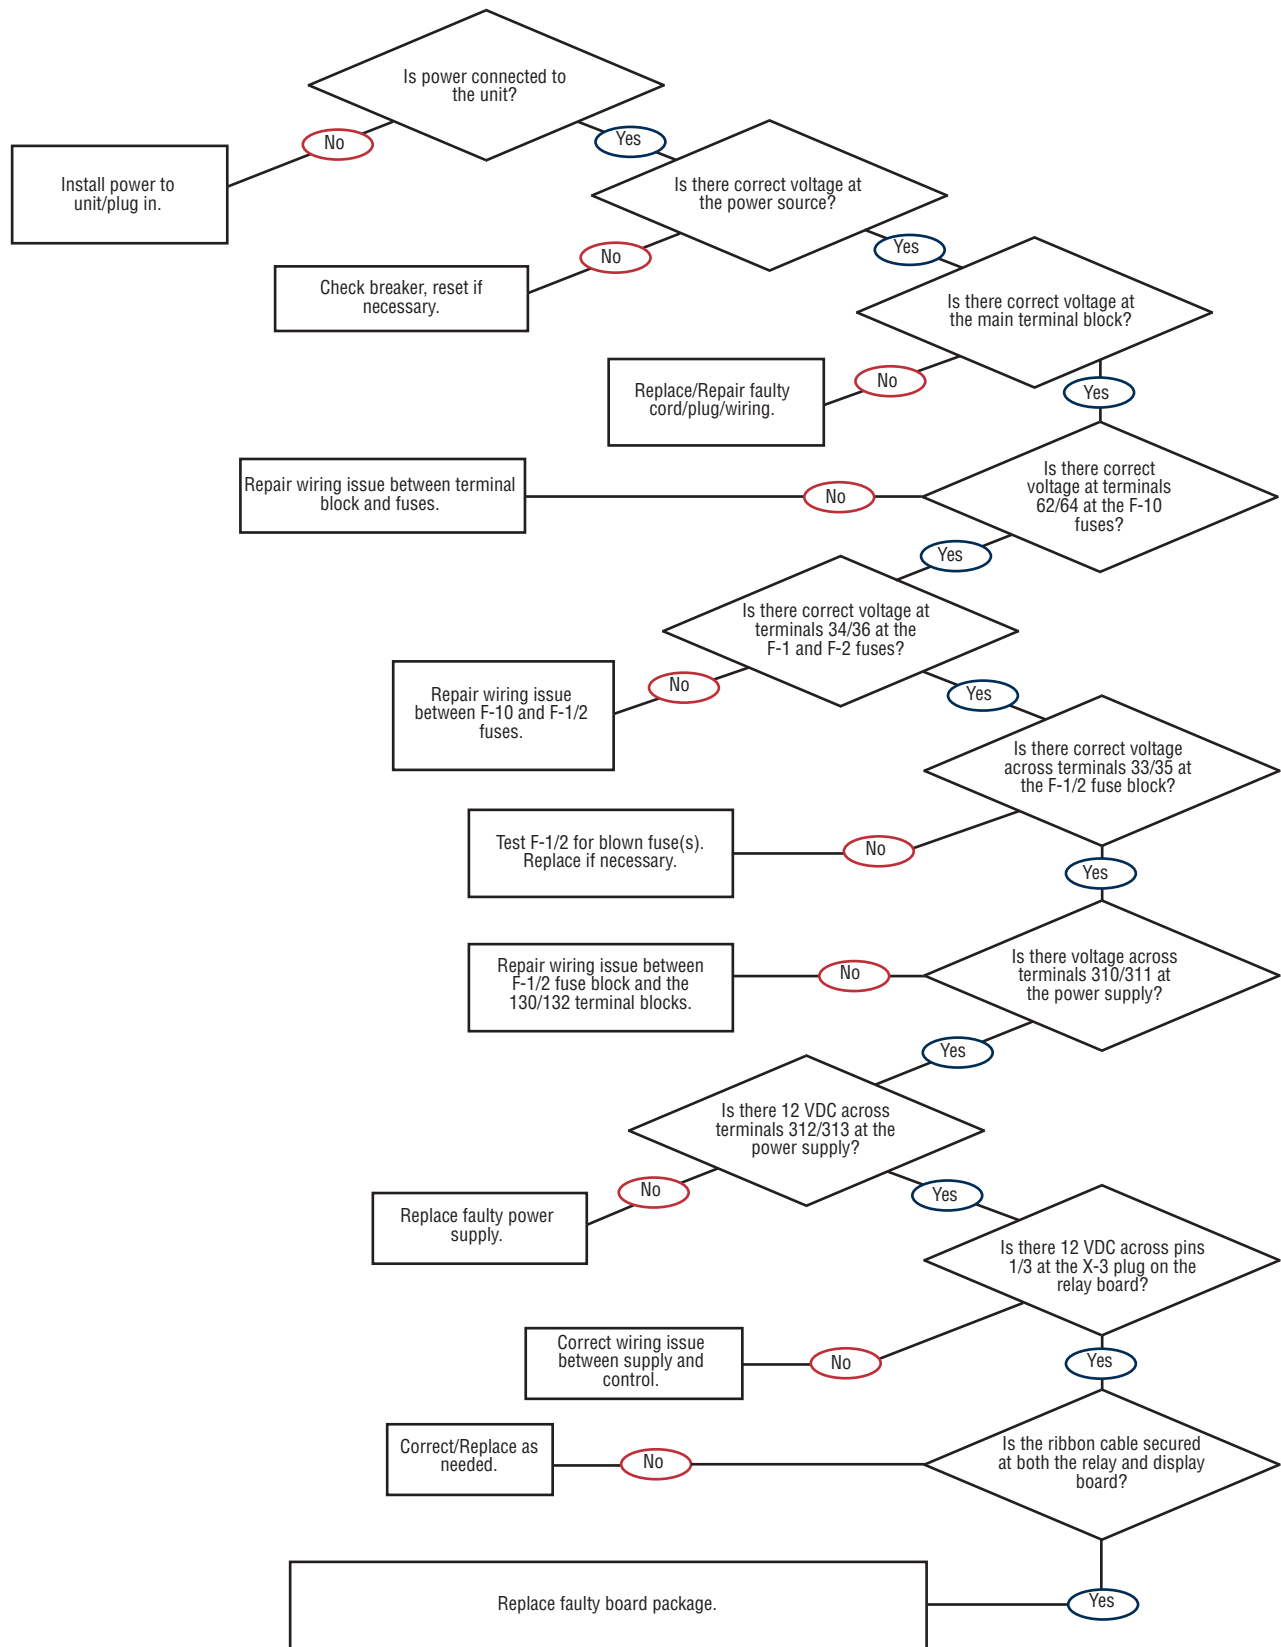 Is power connected to
the unit?
No
Yes
Install power to
unit/plug in.
Is there correct voltage at
the power source?
No
Yes
Check breaker, reset if
necessary.
Is there correct voltage at
the main terminal block?
No
Yes
Replace/Repair faulty
cord/plug/wiring.
Is there correct
voltage at terminals
62/64 at the F-10
fuses?
No
Repair wiring issue between terminal
block and fuses.
Yes
Is there correct voltage at
terminals 34/36 at the
F-1 and F-2 fuses?
No
Yes
Repair wiring issue
between F-10 and F-1/2
fuses.
Is there correct voltage
across terminals 33/35 at
the F-1/2 fuse block?
No
Test F-1/2 for blown fuse(s).
Replace if necessary.
Yes
Is there voltage across
terminals 310/311 at
the power supply?
No
Repair wiring issue between
F-1/2 fuse block and the
130/132 terminal blocks.
Yes
Is there 12 VDC across
terminals 312/313 at the
power supply?
No
Yes
Replace faulty power
supply.
Is there 12 VDC across pins
1/3 at the X-3 plug on the
relay board?
No
Correct wiring issue
between supply and
control.
Yes
Is the ribbon cable secured
at both the relay and display
board?
No
Correct/Replace as
needed.
Yes
Replace faulty board package.